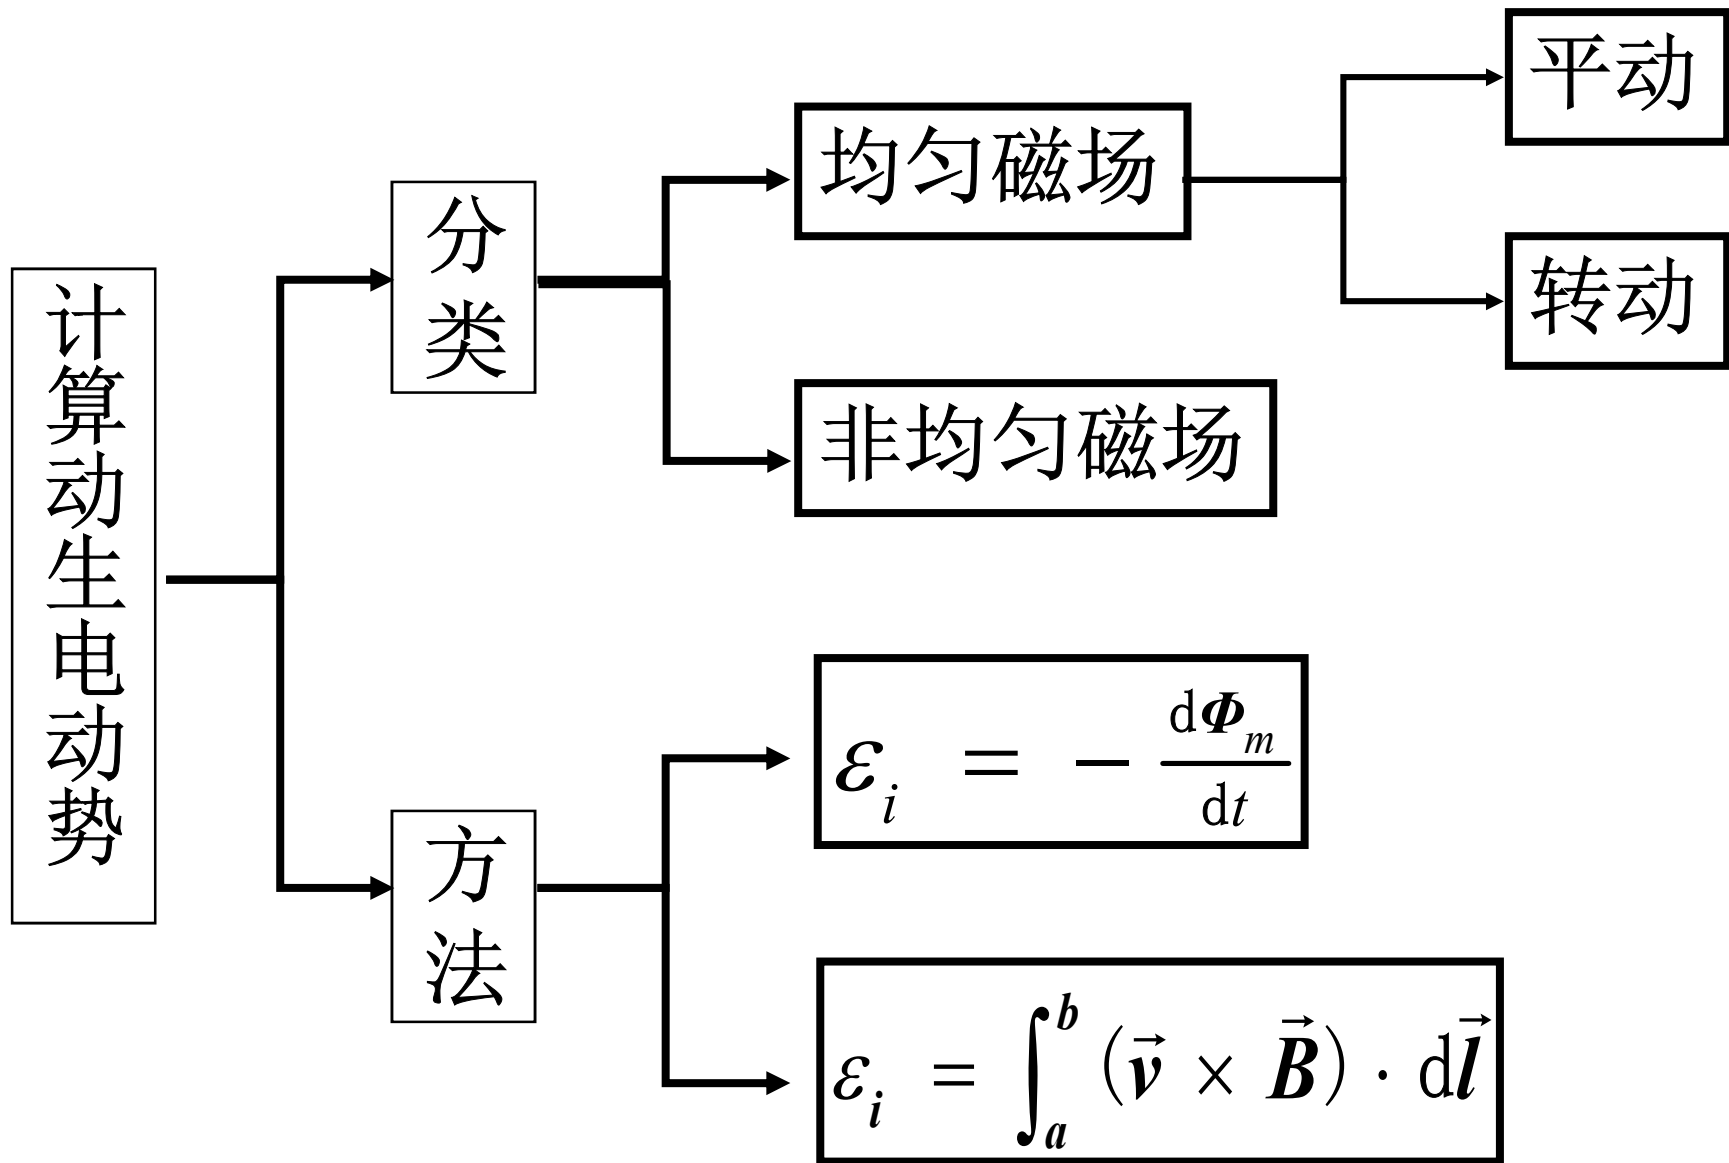 计算动生电动势
分类
均匀磁场
平动
转动
非均匀磁场
方法
ε_i = − dΦ_m / dt
ε_i = ∫_a^b (v⃗ × B⃗) · dl⃗